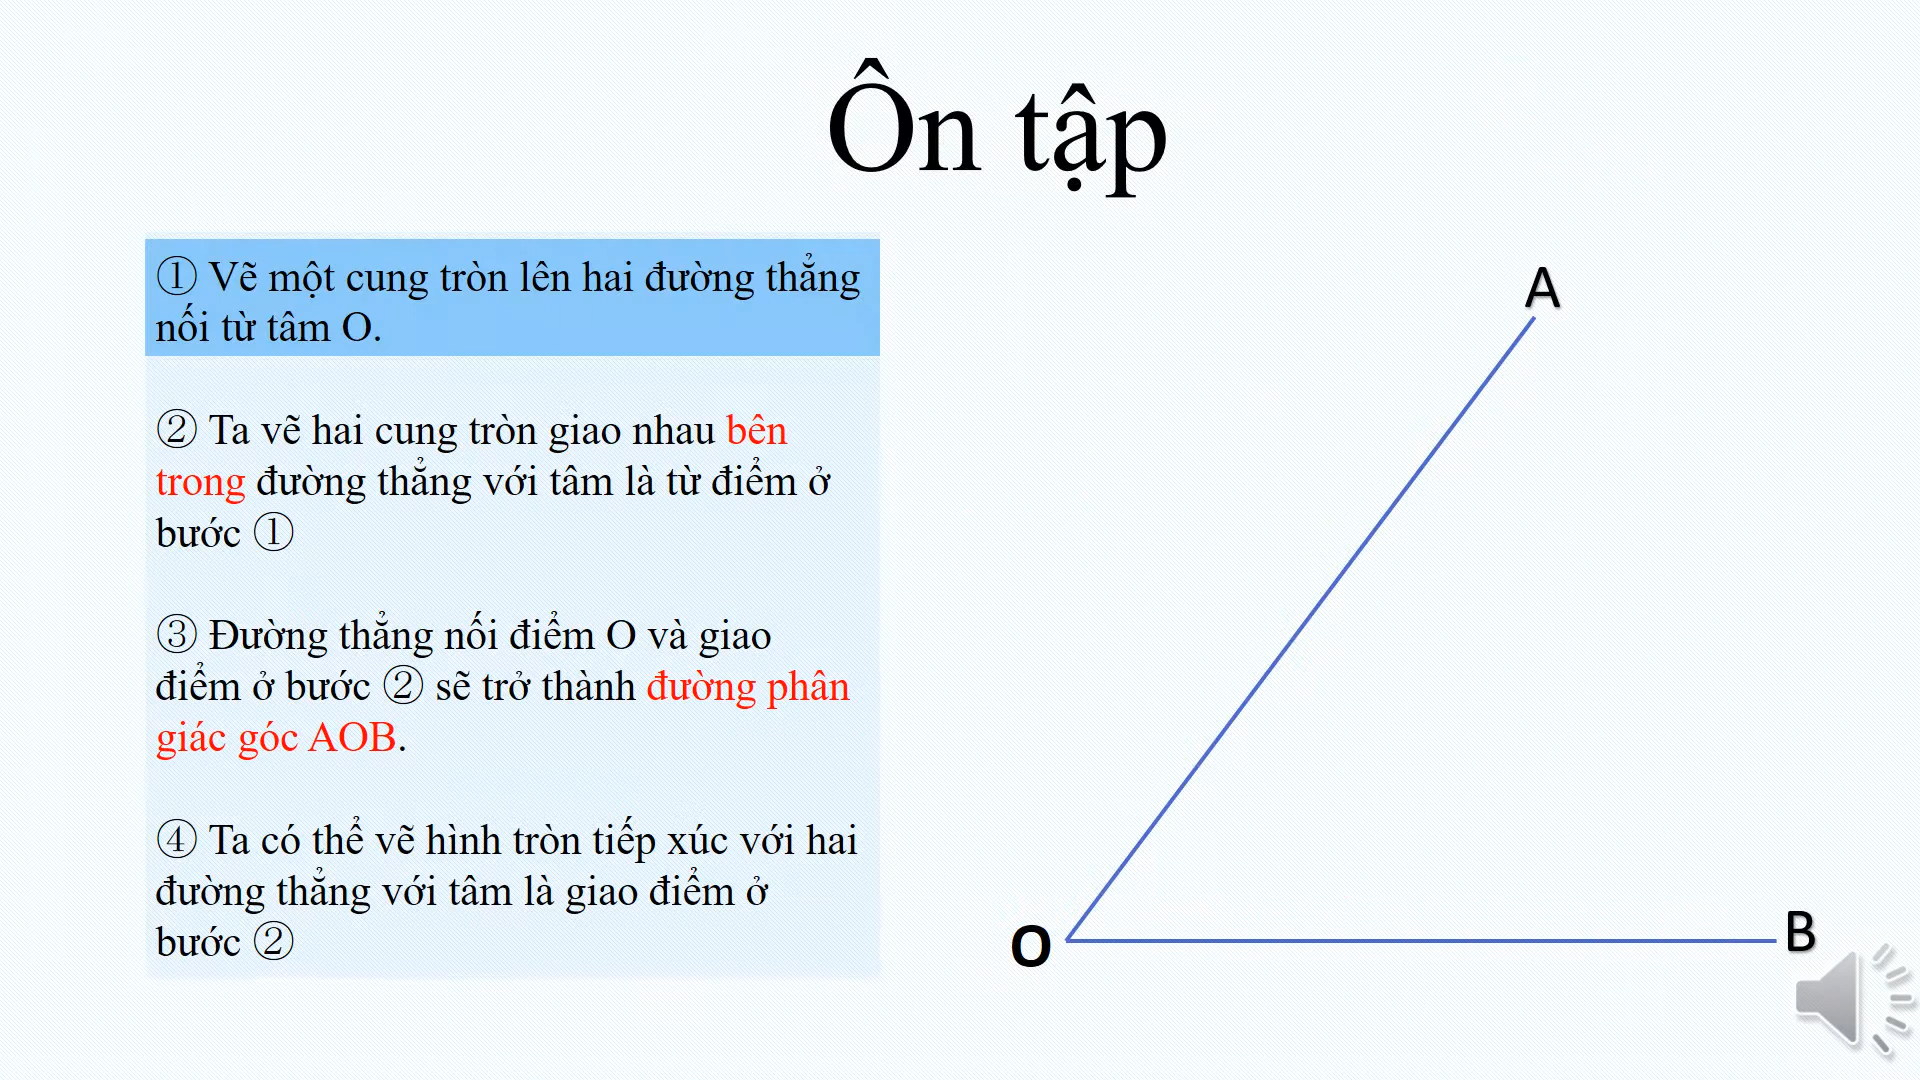 Ôn tập
① Vẽ một cung tròn lên hai đường thẳng
nối từ tâm O.
② Ta vẽ hai cung tròn giao nhau bên
trong đường thẳng với tâm là từ điểm ở
bước ①
③ Đường thẳng nối điểm O và giao
điểm ở bước ② sẽ trở thành đường phân
giác góc AOB.
④ Ta có thể vẽ hình tròn tiếp xúc với hai
đường thẳng với tâm là giao điểm ở
bước ②
A
O
B